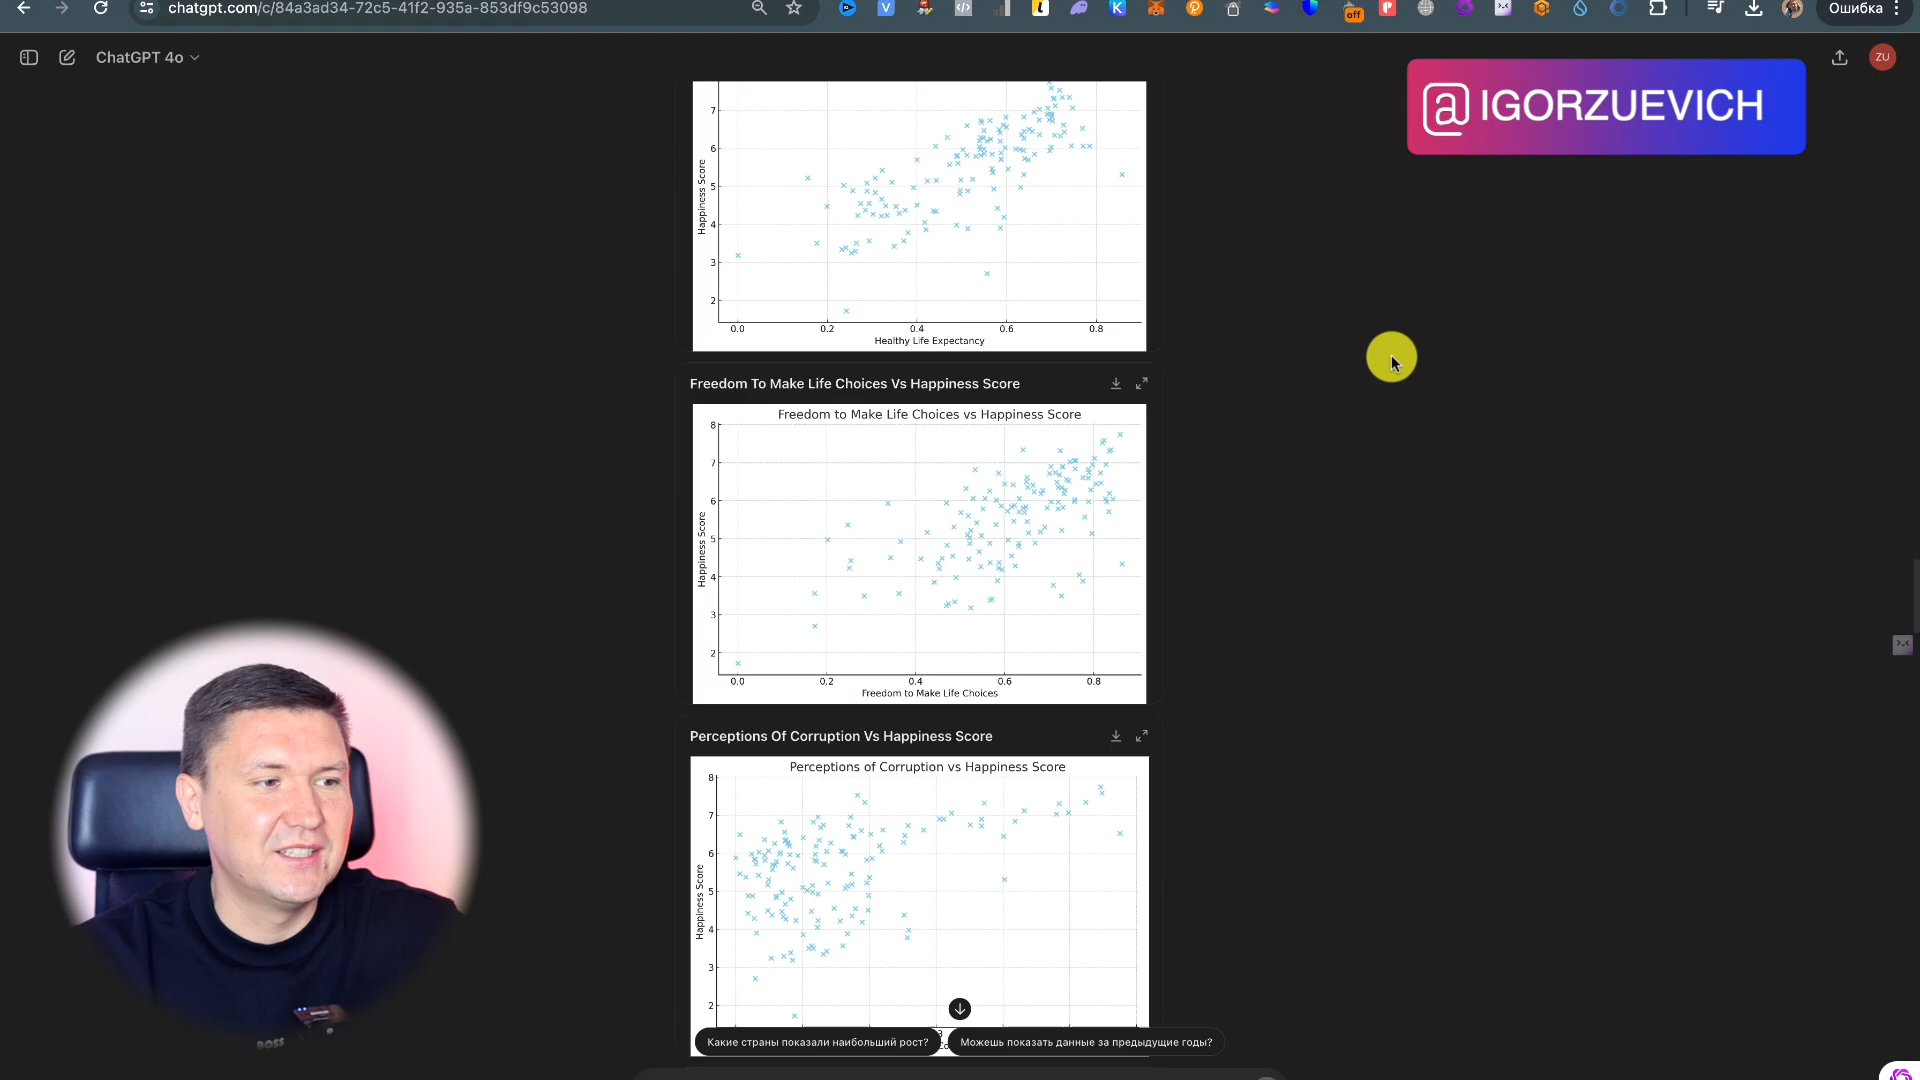 chatgpt.com/c/84a3ad34-72c5-41f2-935a-853df9c53098
off
Ошибка
ChatGPT 4o
ZU
@IGORZUEVICH
7
6
5
4
3
2
Happiness Score
0.0 0.2 0.4 0.6 0.8
Healthy Life Expectancy
Freedom To Make Life Choices Vs Happiness Score
Freedom to Make Life Choices vs Happiness Score
8
7
6
5
4
3
2
Happiness Score
0.0 0.2 0.4 0.6 0.8
Freedom to Make Life Choices
Perceptions Of Corruption Vs Happiness Score
Perceptions of Corruption vs Happiness Score
8
7
6
5
4
3
2
Happiness Score
Какие страны показали наибольший рост?
Можешь показать данные за предыдущие годы?
BOSS